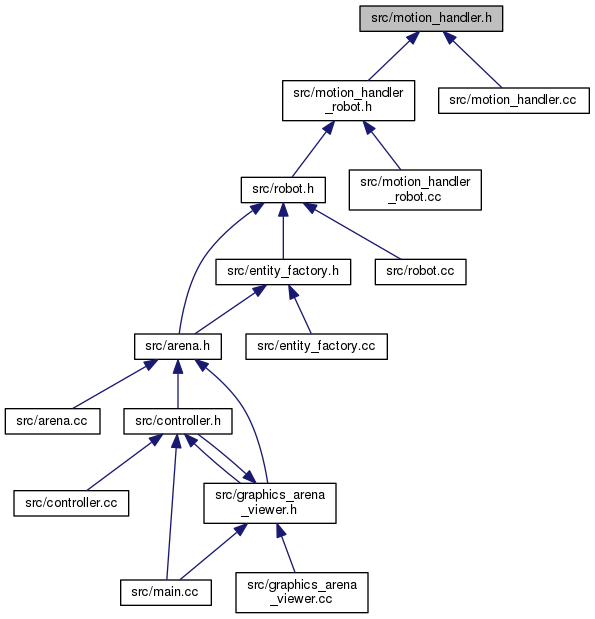 src/motion_handler.h
src/motion_handler
_robot.h
src/motion_handler.cc
src/robot.h
src/motion_handler
_robot.cc
src/entity_factory.h
src/robot.cc
src/arena.h
src/entity_factory.cc
src/arena.cc
src/controller.h
src/controller.cc
src/graphics_arena
_viewer.h
src/main.cc
src/graphics_arena
_viewer.cc